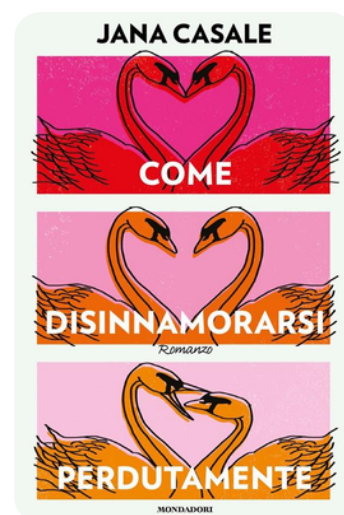 JANA CASALE
COME
DISINNAMORARSI
Romanzo
PERDUTAMENTE
MONDADORI